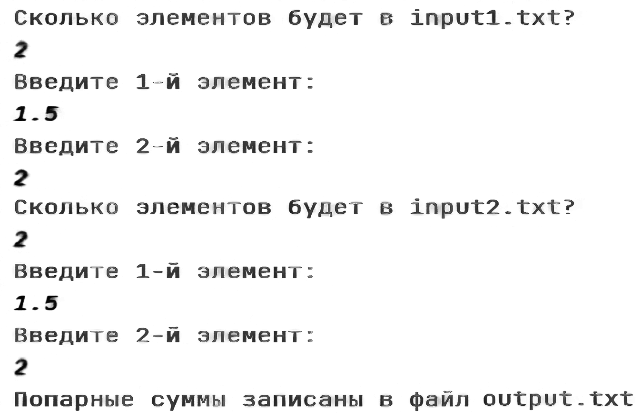 Сколько элементов будет в input1.txt?
2
Введите 1-й элемент:
1.5
Введите 2-й элемент:
2
Сколько элементов будет в input2.txt?
2
Введите 1-й элемент:
1.5
Введите 2-й элемент:
2
Попарные суммы записаны в файл output.txt